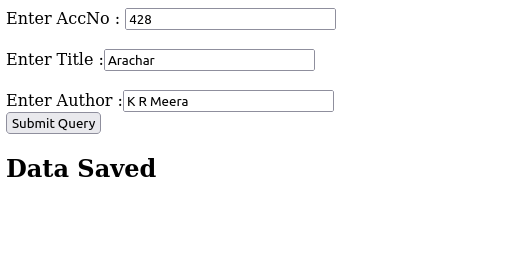 Enter AccNo : 428
Enter Title :Arachar
Enter Author :K R Meera
Submit Query
Data Saved